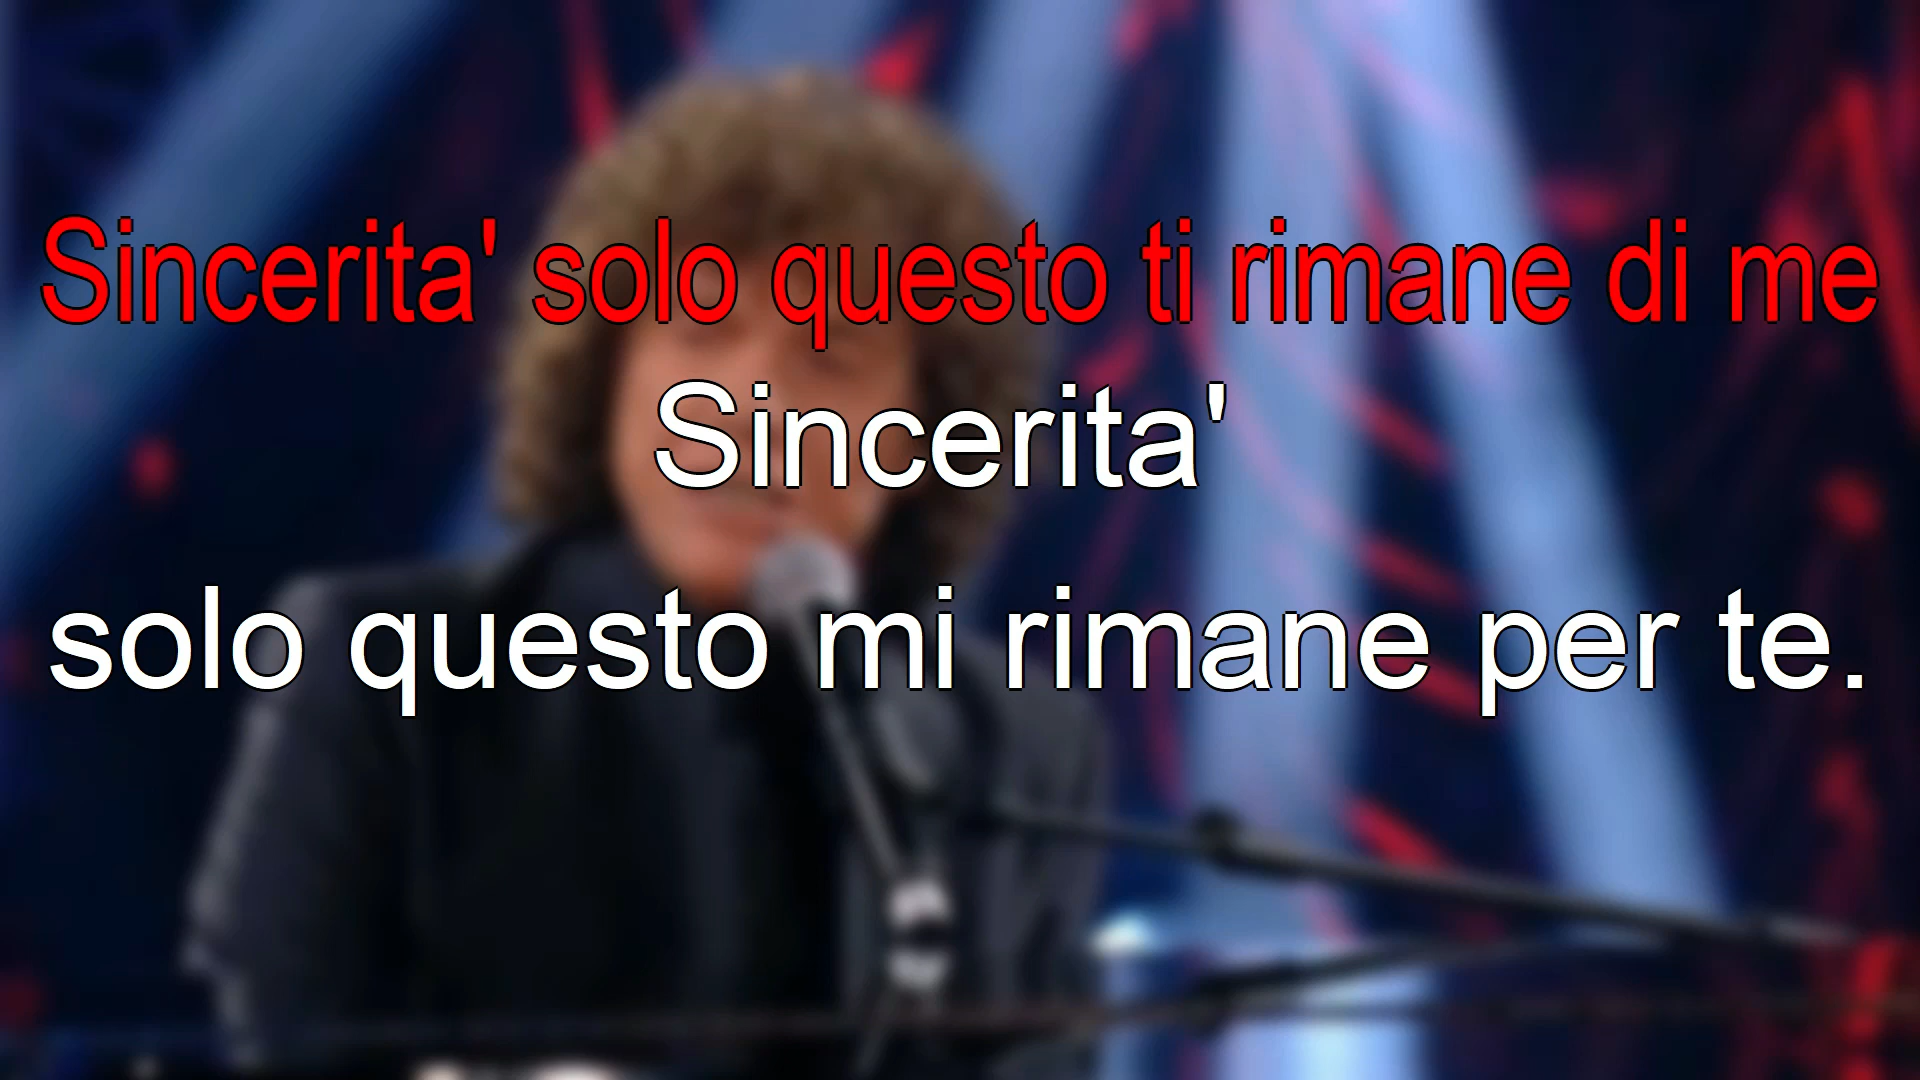 Sincerita' solo questo ti rimane di me
Sincerita'
solo questo mi rimane per te.